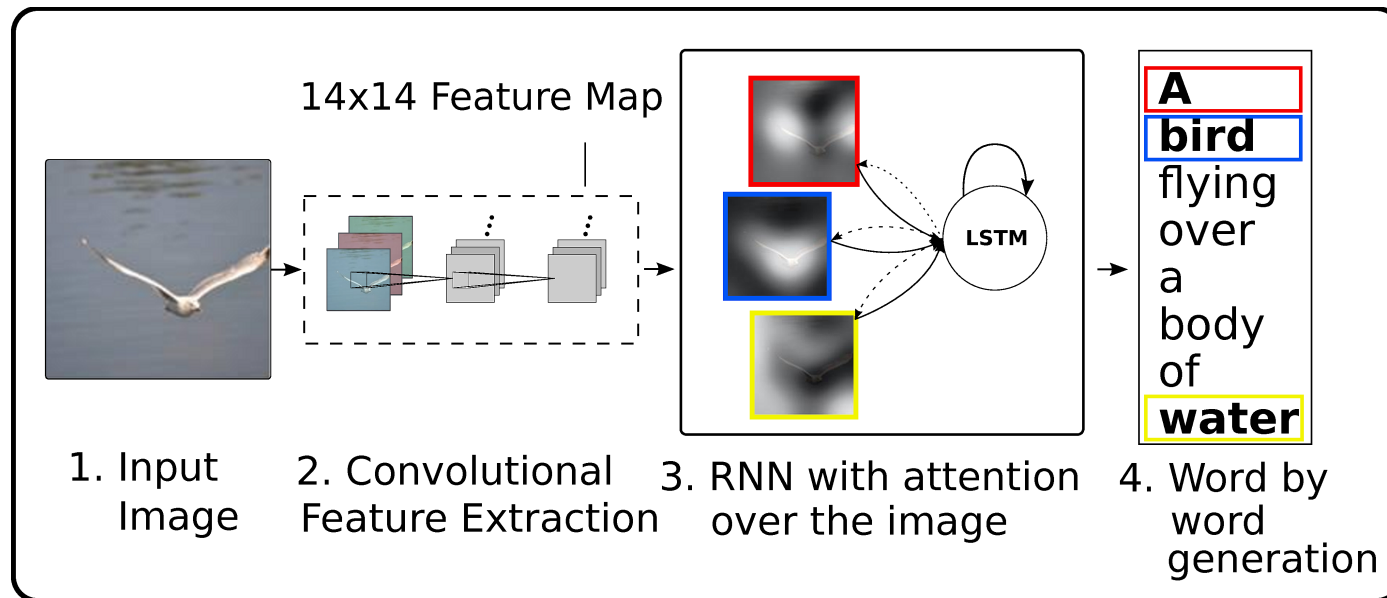 14x14 Feature Map
LSTM
A
bird
flying
over
a
body
of
water
1. Input
Image
2. Convolutional
Feature Extraction
3. RNN with attention
over the image
4. Word by
word
generation